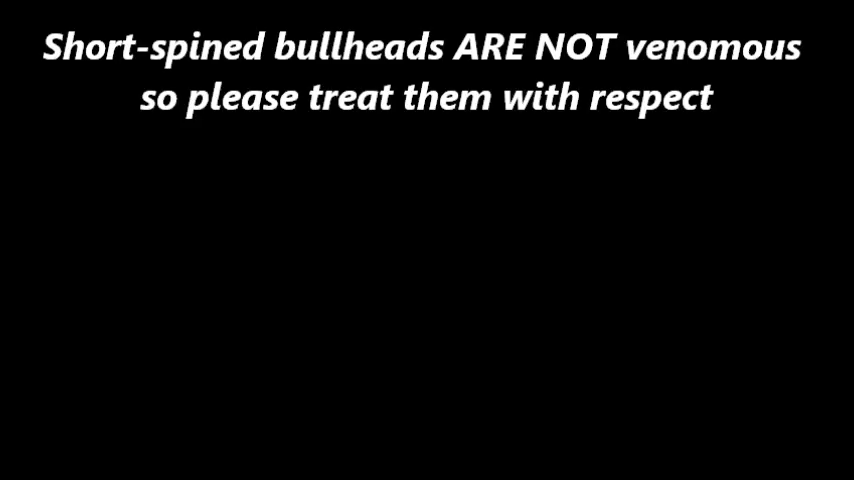 Short-spined bullheads ARE NOT venomous
so please treat them with respect